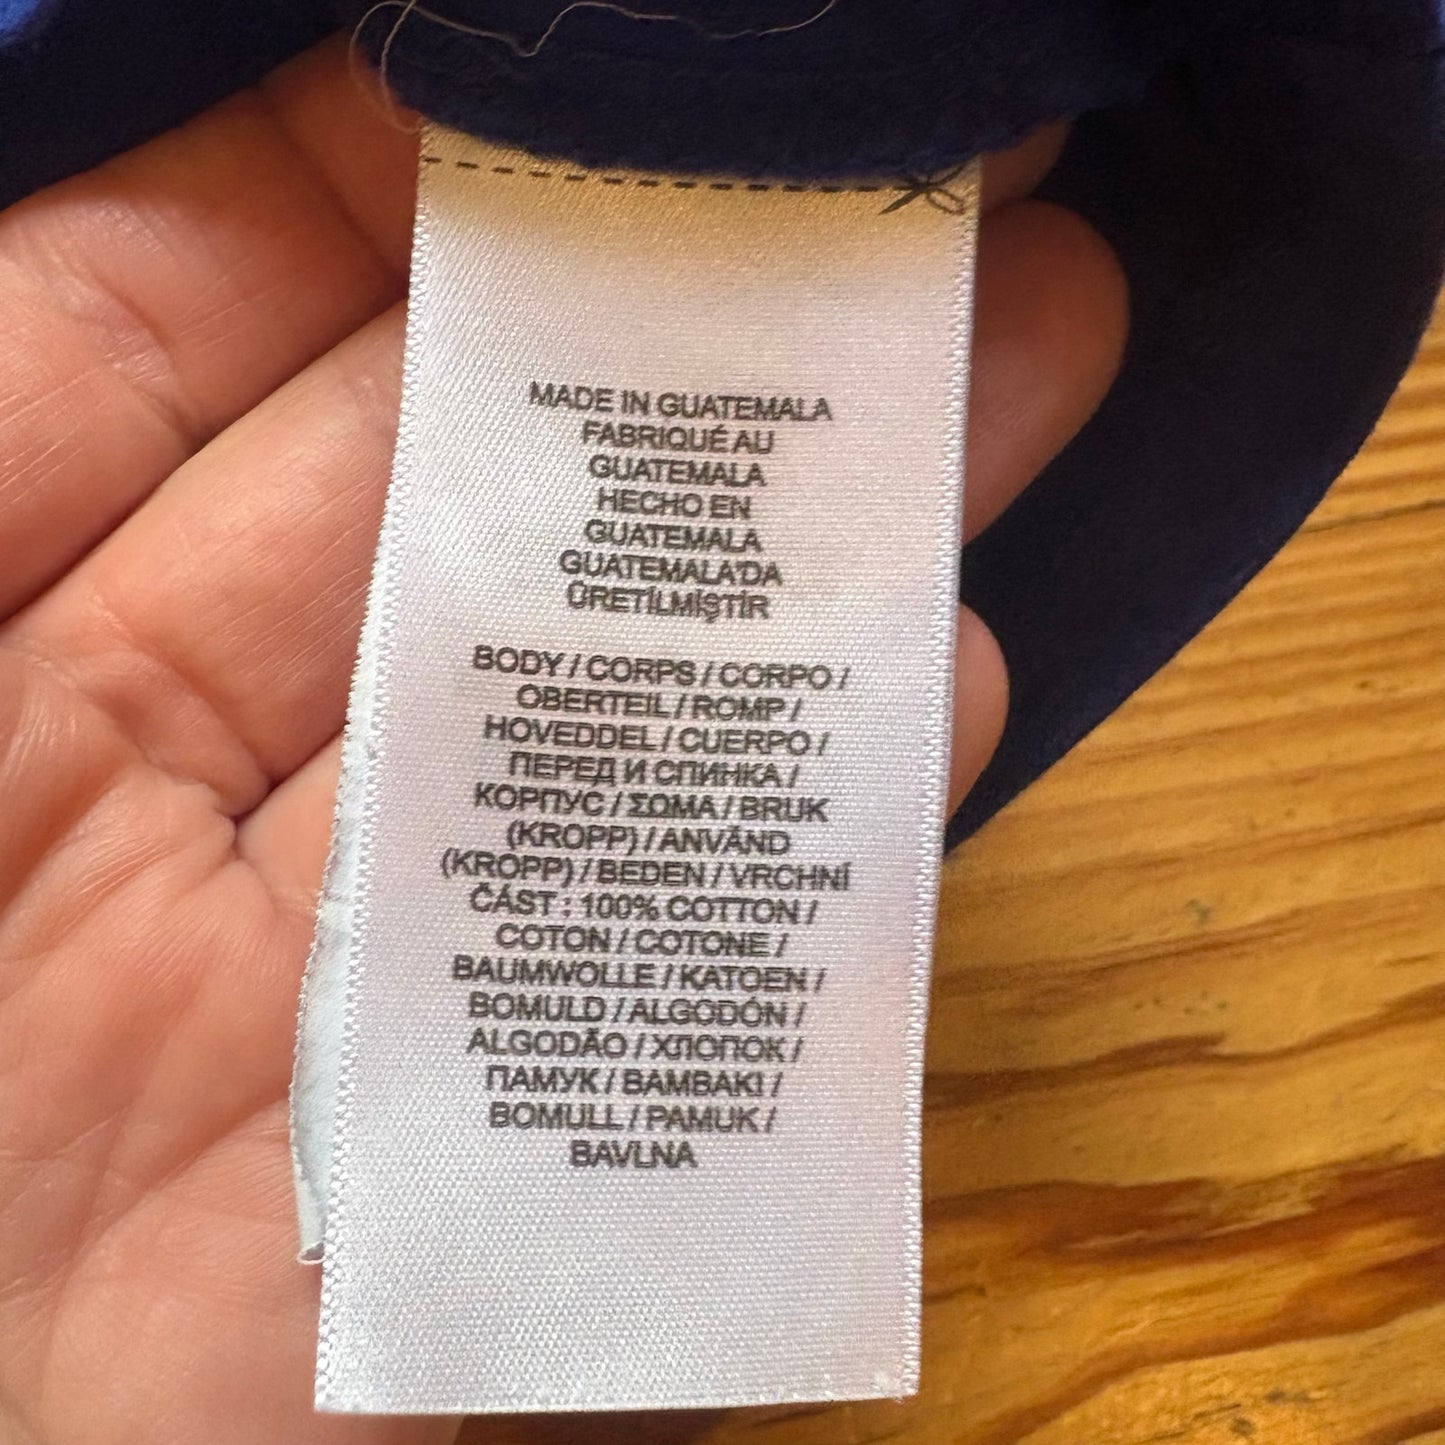 MADE IN GUATEMALA
FABRIQUÉ AU
GUATEMALA
HECHO EN
GUATEMALA
GUATEMALA'DA
ÜRETİLMİŞTİR
BODY / CORPS / CORPO /
OBERTEIL / ROMP /
HOVEDDEL / CUERPO /
ПЕРЕД И СПИНКА /
КОРПУС / ΣΩΜΑ / BRUK
(KROPP) / ANVÄND
(KROPP) / BEDEN / VRCHNÍ
ČÁST : 100% COTTON /
COTON / COTONE /
BAUMWOLLE / KATOEN /
BOMULD / ALGODÓN /
ALGODÃO / ХЛОПОК /
ПАМУК / ΒΑΜΒΑΚΙ /
BOMULL / PAMUK /
BAVLNA